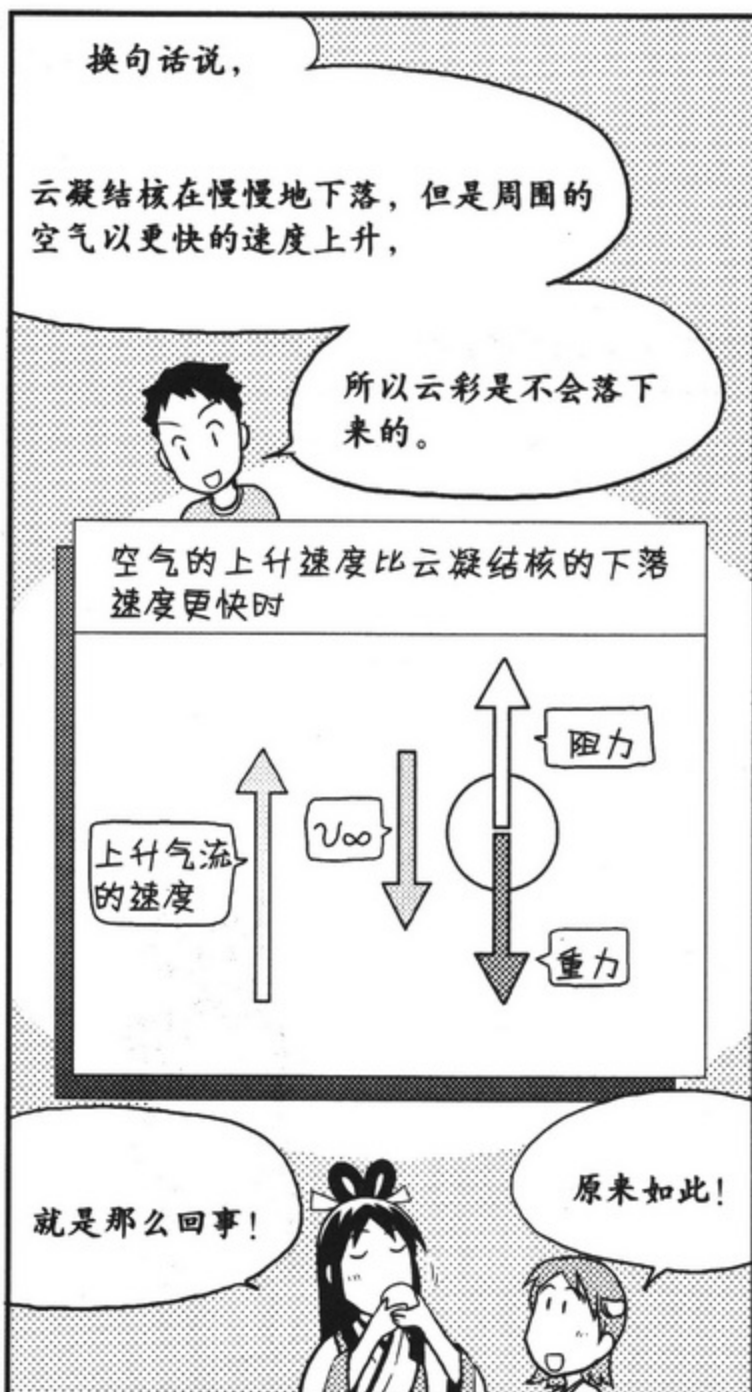 换句话说，
云凝结核在慢慢地下落，但是周围的
空气以更快的速度上升，
所以云彩是不会落下
来的。
空气的上升速度比云凝结核的下落
速度更快时
阻力
v∞
上升气流
的速度
重力
原来如此！
就是那么回事！